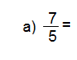 a) 7/5 =